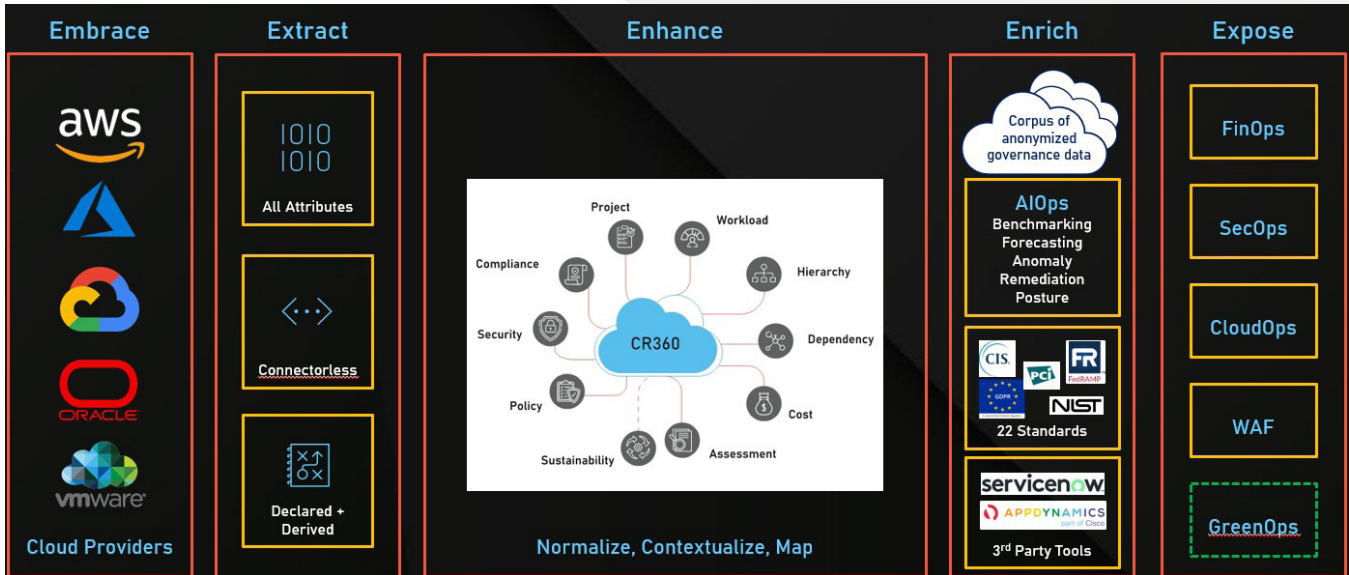 Embrace
aws
ORACLE
vmware®
Cloud Providers
Extract
1010
1010
All Attributes
Connectorless
Declared +
Derived
Enhance
Project
Workload
Compliance
Hierarchy
Security
CR360
Dependency
Policy
Cost
Sustainability
Assessment
Normalize, Contextualize, Map
Enrich
Corpus of
anonymized
governance data
AIOps
Benchmarking
Forecasting
Anomaly
Remediation
Posture
CIS.
PCI
FR
FedRAMP
GDPR
NIST
22 Standards
servicenow.
APPDYNAMICS
part of Cisco
3rd Party Tools
Expose
FinOps
SecOps
CloudOps
WAF
GreenOps